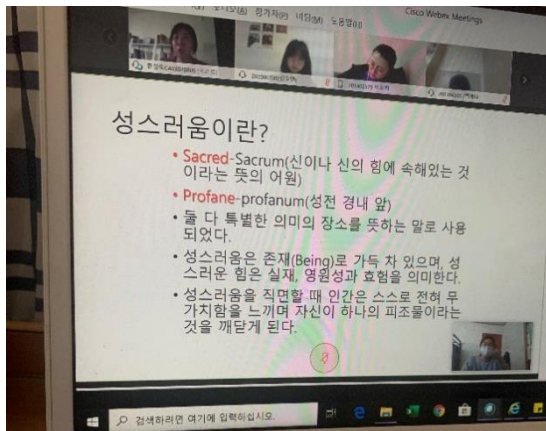 Cisco Webex Meetings
성스러움이란?
• Sacred-Sacrum(신이나 신의 힘에 속해있는 것
이라는 뜻의 어원)
• Profane-profanum(성전 경내 앞)
• 둘 다 특별한 의미의 장소를 뜻하는 말로 사용
되었다.
• 성스러움은 존재(Being)로 가득 차 있으며, 성
스러운 힘은 실재, 영원성과 효험을 의미한다.
• 성스러움을 직면할 때 인간은 스스로 전혀 무
가치함을 느끼며 자신이 하나의 피조물이라는
것을 깨닫게 된다.
검색하려면 여기에 입력하십시오.